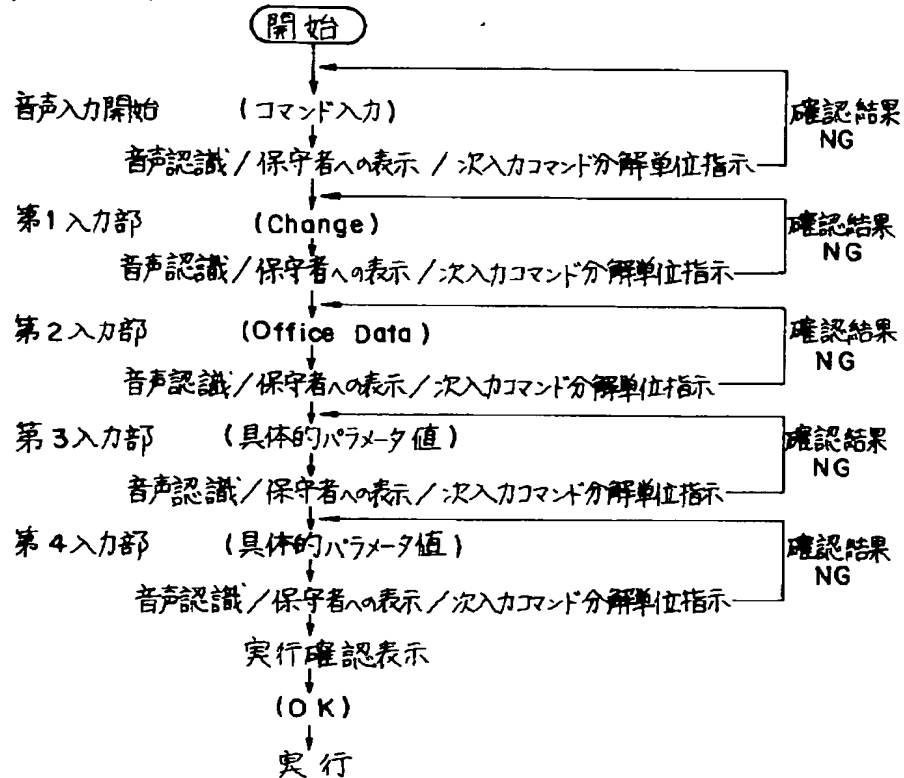 開始
音声入力開始 (コマンド入力) 確認結果
NG
音声認識/保守者への表示/次入力コマンド分解単位指示
第1入力部 (Change) 確認結果
NG
音声認識/保守者への表示/次入力コマンド分解単位指示
第2入力部 (Office Data) 確認結果
NG
音声認識/保守者への表示/次入力コマンド分解単位指示
第3入力部 (具体的パラメータ値) 確認結果
NG
音声認識/保守者への表示/次入力コマンド分解単位指示
第4入力部 (具体的パラメータ値) 確認結果
NG
音声認識/保守者への表示/次入力コマンド分解単位指示
実行確認表示
(OK)
実行